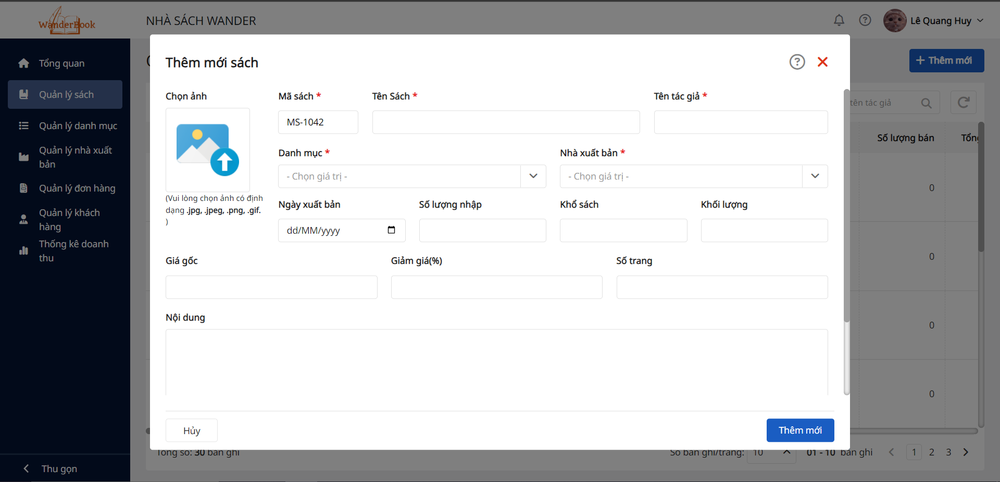 WanderBook
NHÀ SÁCH WANDER
Lê Quang Huy
Tổng quan
Quản lý sách
Quản lý danh mục
Quản lý nhà xuất
bản
Quản lý đơn hàng
Quản lý khách
hàng
Thống kê doanh
thu
Thu gọn
Thêm mới
tên tác giả
Số lượng bán
0
0
0
0
Thêm mới sách
Chọn ảnh
(Vui lòng chọn ảnh có định
dạng .jpg, .jpeg, .png, .gif.
)
Mã sách *
MS-1042
Tên Sách *
Tên tác giả *
Danh mục *
- Chọn giá trị -
Nhà xuất bản *
- Chọn giá trị -
Ngày xuất bản
dd/MM/yyyy
Số lượng nhập
Khổ sách
Khối lượng
Giá gốc
Giảm giá(%)
Số trang
Nội dung
Hủy
Thêm mới
Tổng số: 30 bản ghi
Số bản ghi/trang: 10
01 - 10 bản ghi
1 2 3